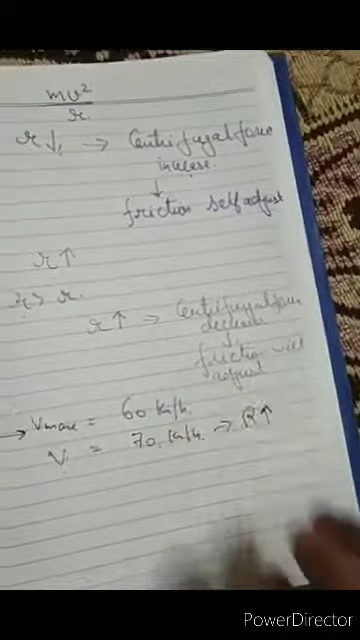 mv²
r
r↓, → Centrifugal force
increase.
↓
friction self adjust
r↑
r > r.
r↑ → Centrifugal force
decrease
↓
friction will
adjust
→ Vmax = 60 km/h.
V = 70 km/h. → R↑
PowerDirector